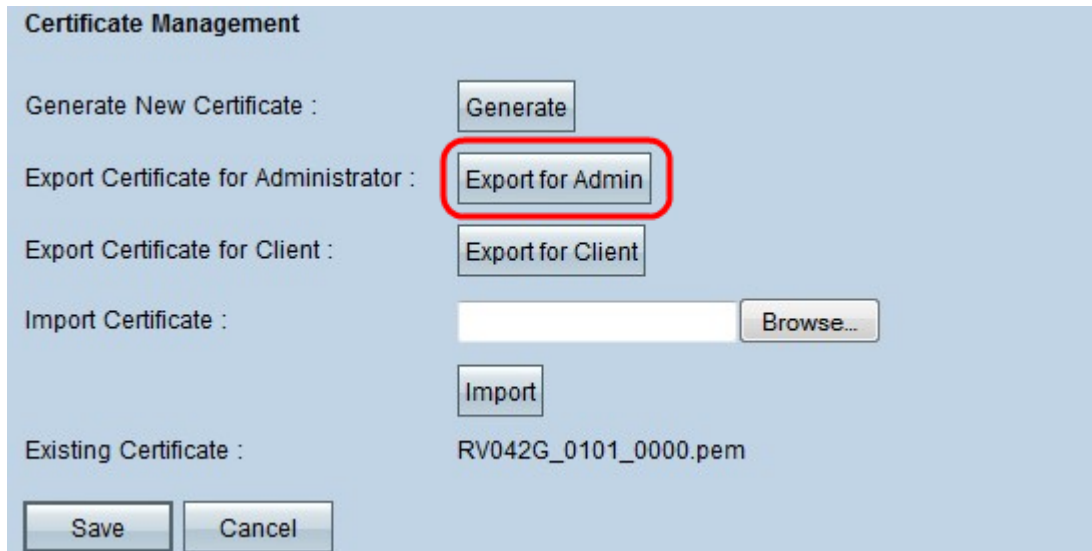 Certificate Management
Generate New Certificate : Generate
Export Certificate for Administrator : Export for Admin
Export Certificate for Client : Export for Client
Import Certificate : Browse...
Import
Existing Certificate : RV042G_0101_0000.pem
Save Cancel